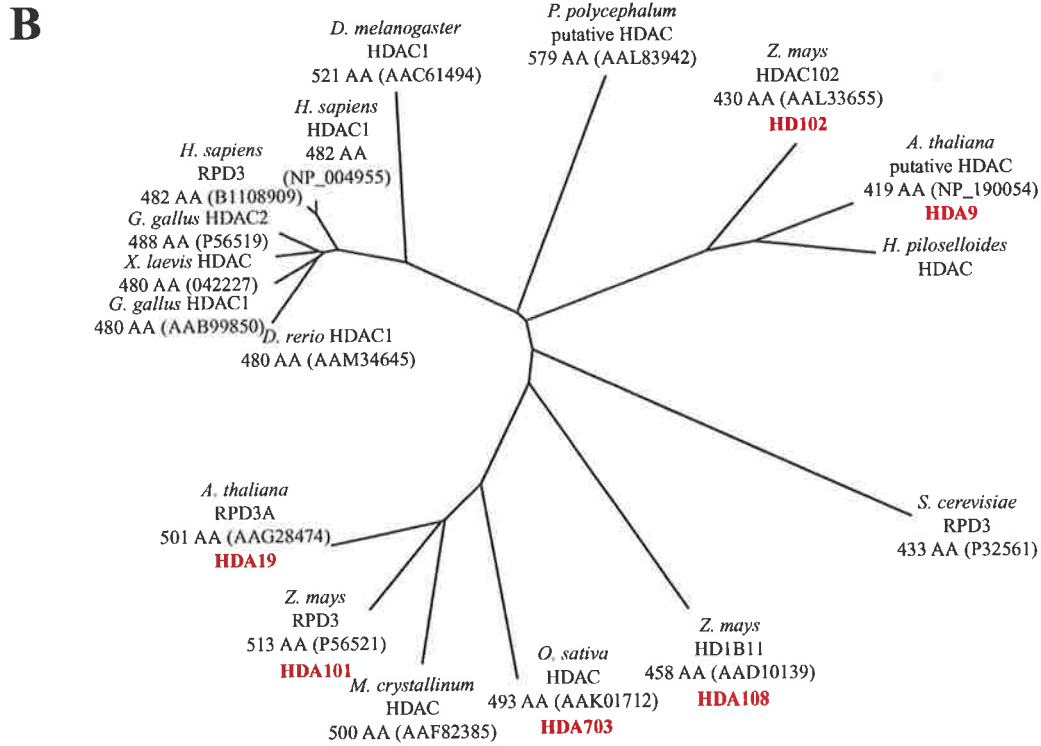 B
D. melanogaster
HDAC1
521 AA (AAC61494)
P. polycephalum
putative HDAC
579 AA (AAL83942)
Z. mays
HDAC102
430 AA (AAL33655)
HD102
A. thaliana
putative HDAC
419 AA (NP_190054)
HDA9
H. piloselloides
HDAC
H. sapiens
HDAC1
482 AA
(NP_004955)
H. sapiens
RPD3
482 AA (B1108909)
G. gallus HDAC2
488 AA (P56519)
X. laevis HDAC
480 AA (042227)
G. gallus HDAC1
480 AA (AAB99850)
D. rerio HDAC1
480 AA (AAM34645)
S. cerevisiae
RPD3
433 AA (P32561)
A. thaliana
RPD3A
501 AA (AAG28474)
HDA19
Z. mays
RPD3
513 AA (P56521)
HDA101
M. crystallinum
HDAC
500 AA (AAF82385)
O. sativa
HDAC
493 AA (AAK01712)
HDA703
Z. mays
HD1B11
458 AA (AAD10139)
HDA108